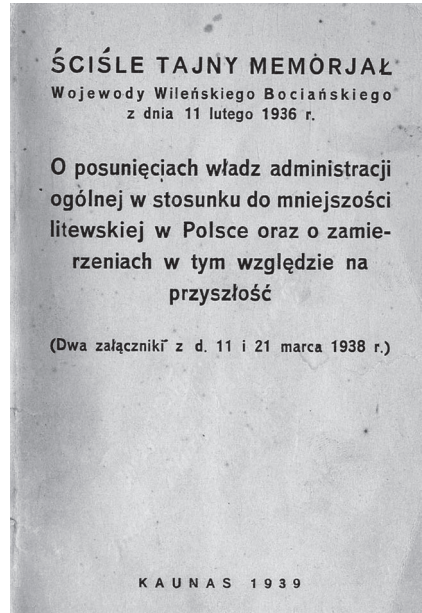 ŚCIŚLE TAJNY MEMORJAŁ
Wojewody Wileńskiego Bociańskiego
z dnia 11 lutego 1936 r.
O posunięciach władz administracji
ogólnej w stosunku do mniejszości
litewskiej w Polsce oraz o zamie-
rzeniach w tym względzie na
przyszłość
(Dwa załączniki z d. 11 i 21 marca 1938 r.)
KAUNAS 1939